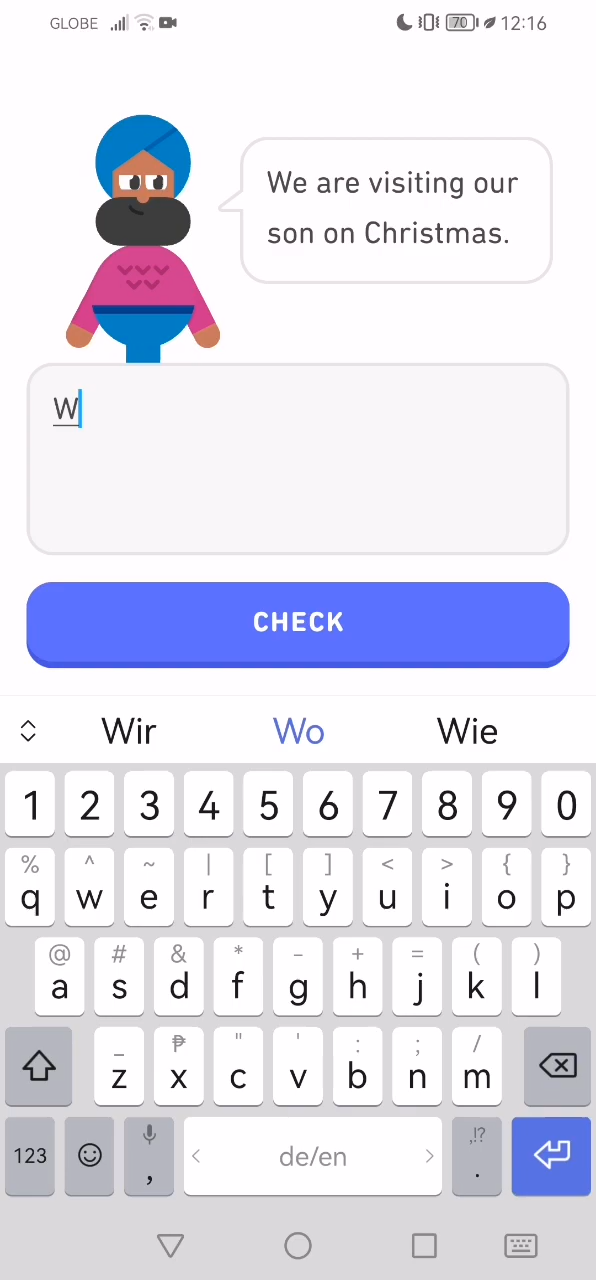 GLOBE 70 12:16
We are visiting our
son on Christmas.
W
CHECK
Wir Wo Wie
1 2 3 4 5 6 7 8 9 0
% ^ ~ | [ ] < > { }
q w e r t y u i o p
@ # & * - + = ( )
a s d f g h j k l
_ ₱ " ' : ; /
z x c v b n m
123 , de/en ,!? .